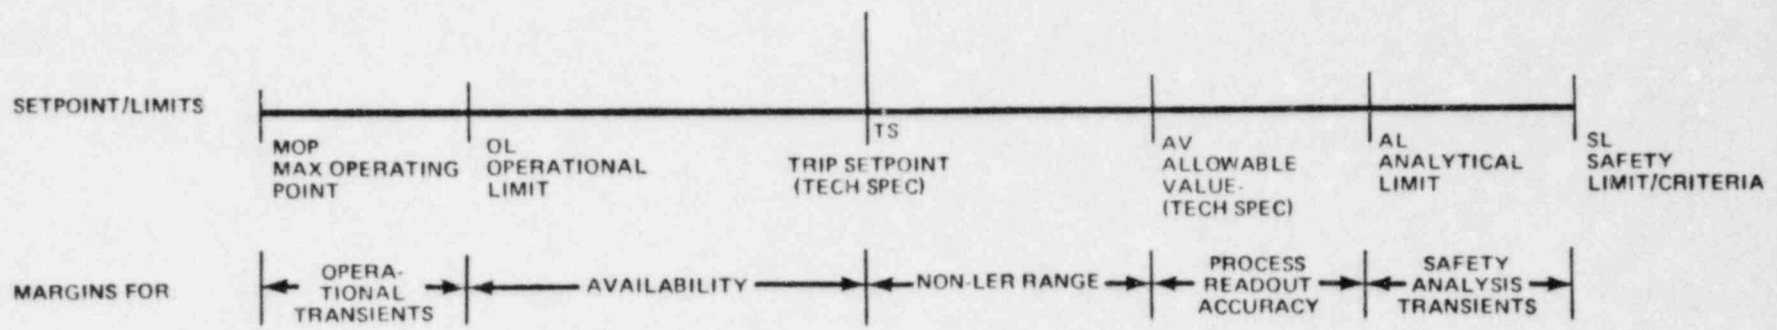 SETPOINT/LIMITS
MOP
MAX OPERATING
POINT
OL
OPERATIONAL
LIMIT
TS
TRIP SETPOINT
(TECH SPEC)
AV
ALLOWABLE
VALUE-
(TECH SPEC)
AL
ANALYTICAL
LIMIT
SL
SAFETY
LIMIT/CRITERIA
MARGINS FOR
OPERA-
TIONAL
TRANSIENTS
AVAILABILITY
NON-LER RANGE
PROCESS
READOUT
ACCURACY
SAFETY
ANALYSIS
TRANSIENTS